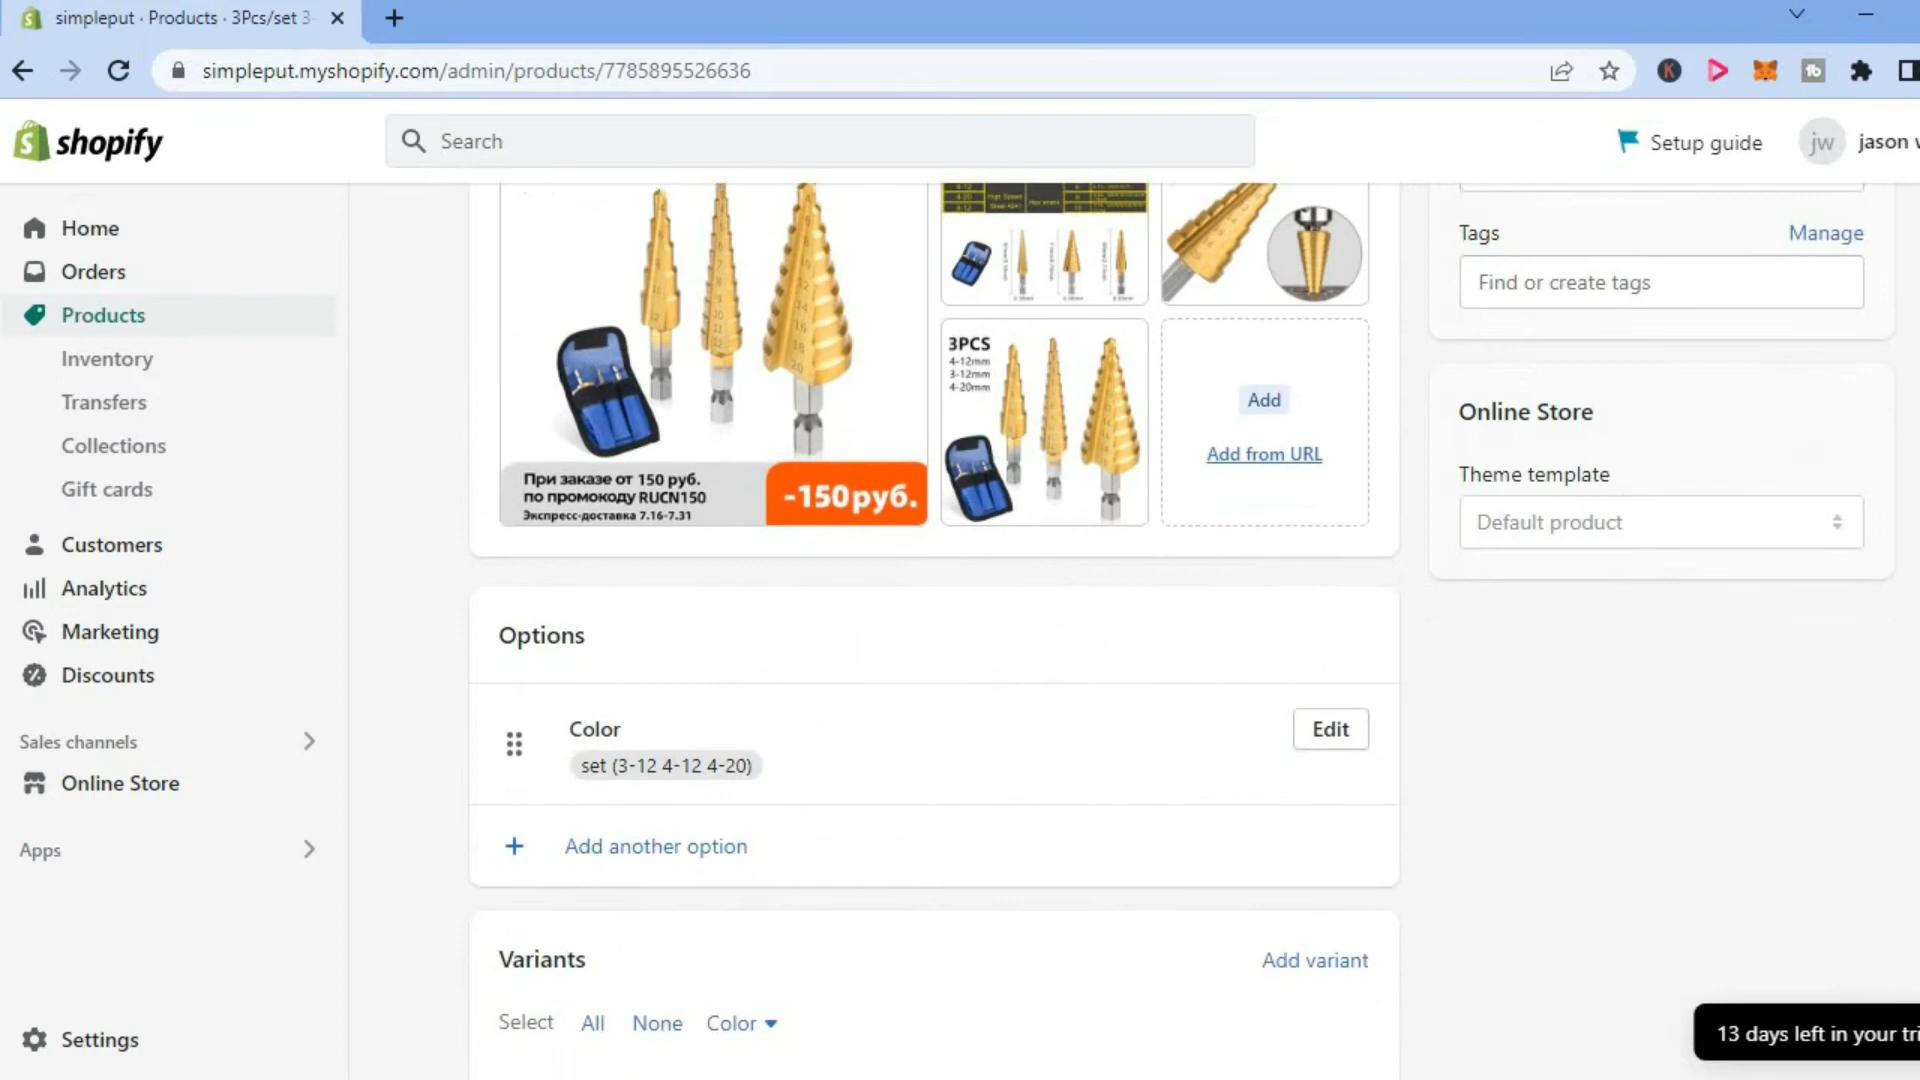 simpleput · Products · 3Pcs/set 3-
simpleput.myshopify.com/admin/products/7785895526636
shopify
Search
Setup guide
jw
jason w
Home
Orders
Products
Inventory
Transfers
Collections
Gift cards
Customers
Analytics
Marketing
Discounts
Sales channels
Online Store
Apps
Settings
При заказе от 150 руб.
по промокоду RUCN150
Экспресс-доставка 7.16-7.31
-150руб.
3PCS
4-12mm
3-12mm
4-20mm
Add
Add from URL
Tags
Manage
Find or create tags
Online Store
Theme template
Default product
Options
Color
Edit
set (3-12 4-12 4-20)
Add another option
Variants
Add variant
Select All None Color
13 days left in your tri